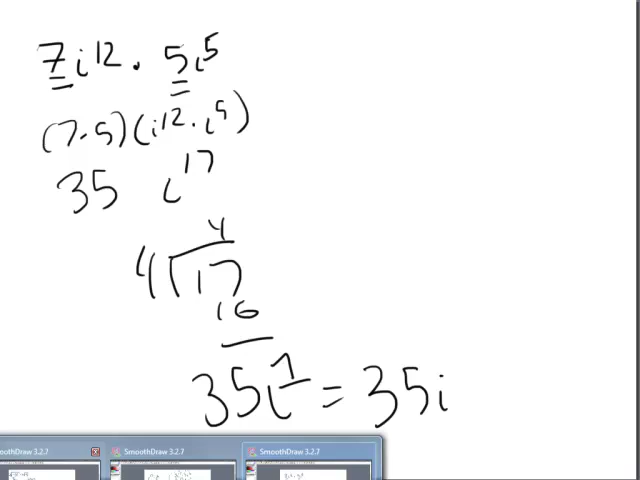 7i¹² · 5i⁵
(7·5)(i¹²·i⁵)
35 i¹⁷
4
4 17
16
35i¹ = 35i
SmoothDraw 3.2.7 SmoothDraw 3.2.7